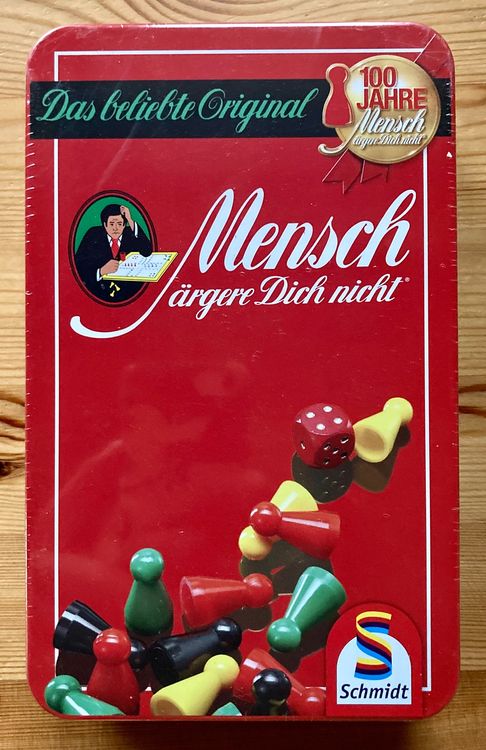 Das beliebte Original
100
JAHRE
Mensch
ärgere Dich nicht®
Mensch
ärgere Dich nicht®
Schmidt